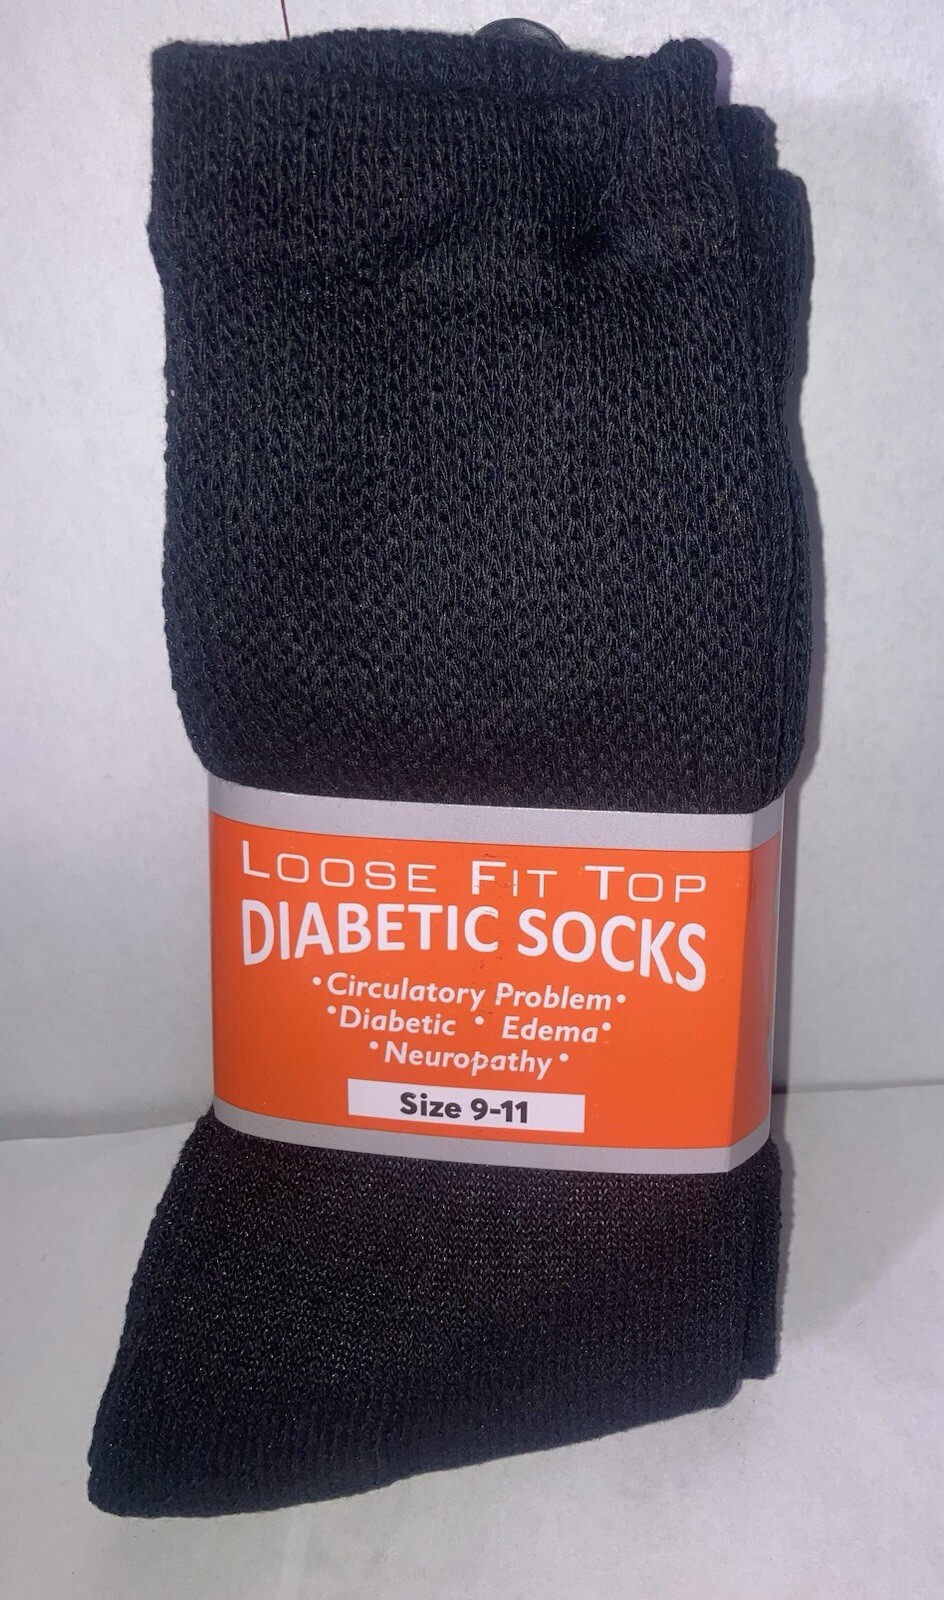 LOOSE FIT TOP
DIABETIC SOCKS
•Circulatory Problem•
•Diabetic • Edema•
•Neuropathy•
Size 9-11